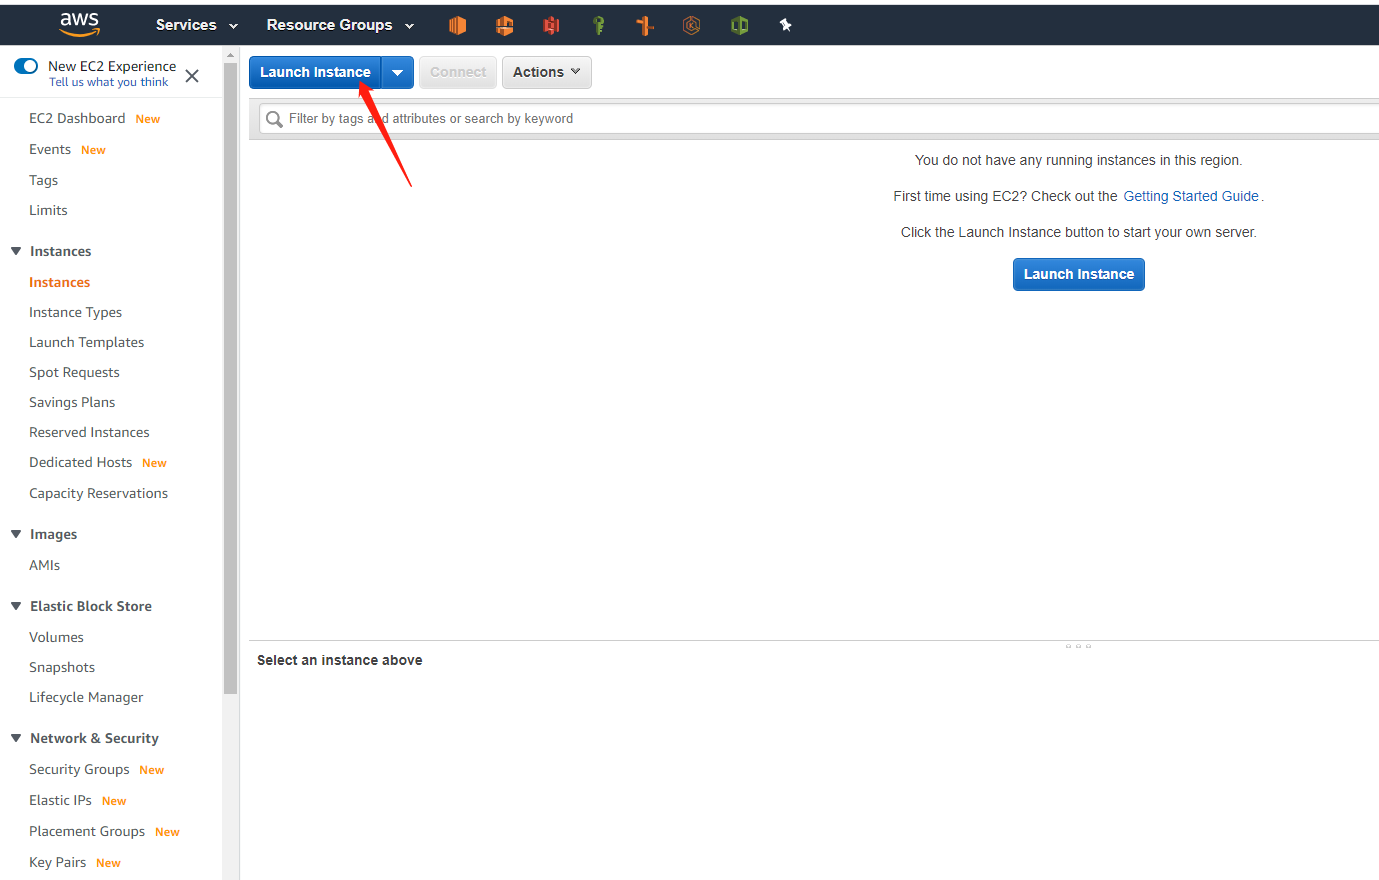 aws Services Resource Groups
New EC2 Experience
Tell us what you think
EC2 Dashboard New
Events New
Tags
Limits
Instances
Instances
Instance Types
Launch Templates
Spot Requests
Savings Plans
Reserved Instances
Dedicated Hosts New
Capacity Reservations
Images
AMIs
Elastic Block Store
Volumes
Snapshots
Lifecycle Manager
Network & Security
Security Groups New
Elastic IPs New
Placement Groups New
Key Pairs New
Launch Instance Connect Actions
Filter by tags and attributes or search by keyword
You do not have any running instances in this region.
First time using EC2? Check out the Getting Started Guide.
Click the Launch Instance button to start your own server.
Launch Instance
Select an instance above